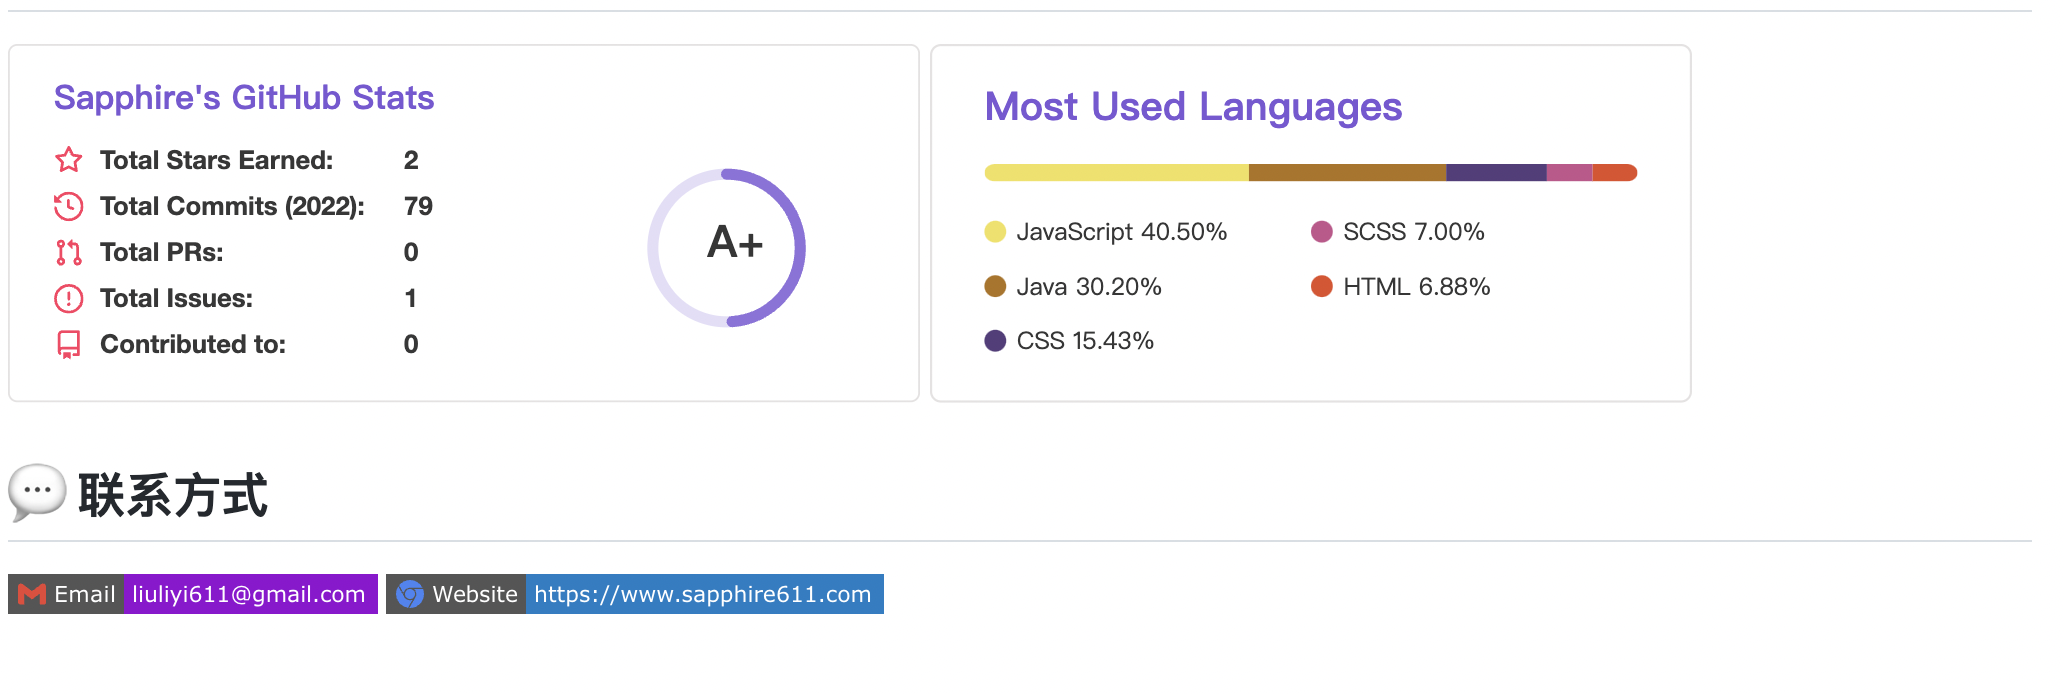 Sapphire's GitHub Stats
Total Stars Earned: 2
Total Commits (2022): 79
Total PRs: 0
Total Issues: 1
Contributed to: 0
A+
Most Used Languages
JavaScript 40.50%
Java 30.20%
CSS 15.43%
SCSS 7.00%
HTML 6.88%
联系方式
Email liuliyi611@gmail.com
Website https://www.sapphire611.com